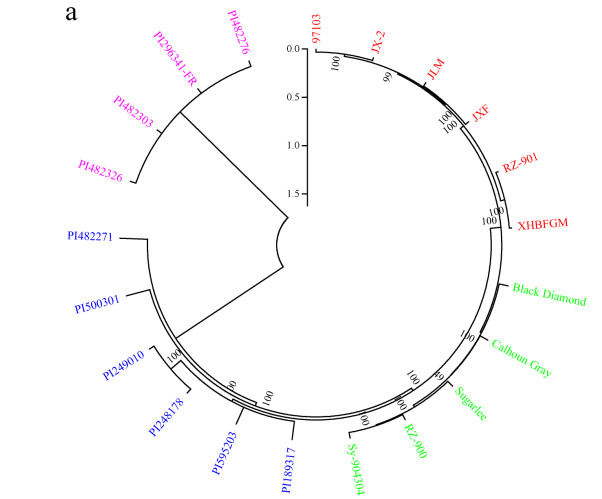 a
PI482276
PI296341-FR
PI482303
PI482326
0.0
0.5
1.0
1.5
97103
JX-2
JLM
JXF
RZ-901
XHBFGM
Black Diamond
Calhoun Gray
Sugarlee
RZ-900
Sy-904304
PI189317
PI595203
PI248178
PI249010
PI500301
PI482271
100
99
100
100
100
100
100
49
100
100
100
100
100